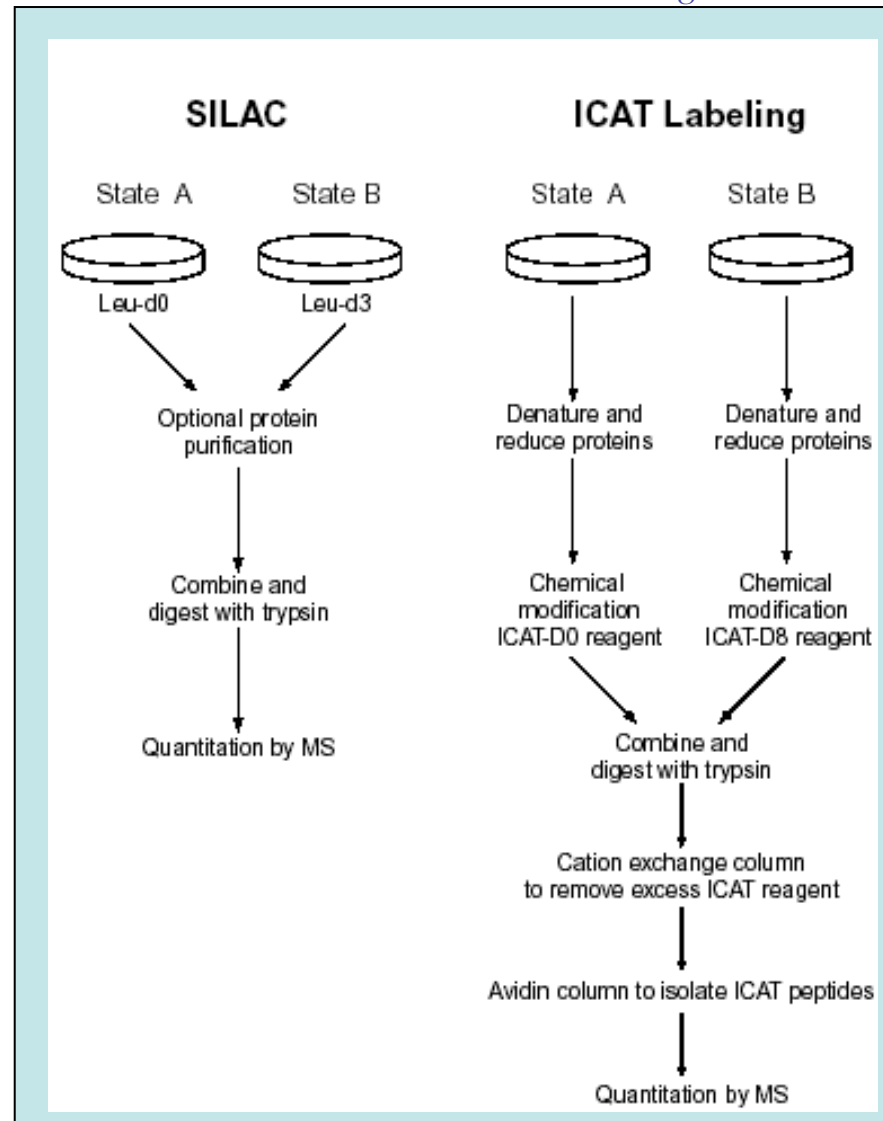 SILAC
State A
State B
Leu-d0
Leu-d3
Optional protein
purification
Combine and
digest with trypsin
Quantitation by MS
ICAT Labeling
State A
State B
Denature and
reduce proteins
Denature and
reduce proteins
Chemical
modification
ICAT-D0 reagent
Chemical
modification
ICAT-D8 reagent
Combine and
digest with trypsin
Cation exchange column
to remove excess ICAT reagent
Avidin column to isolate ICAT peptides
Quantitation by MS